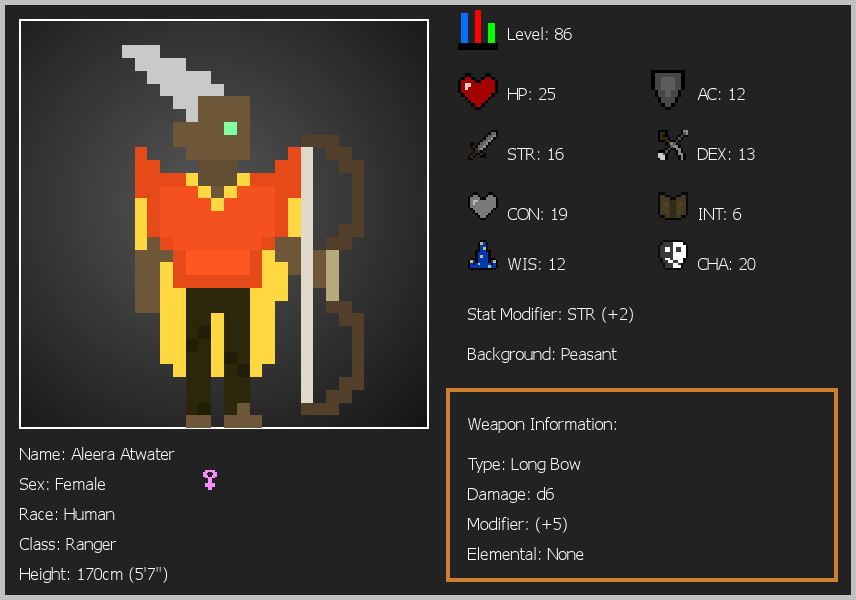 Level: 86
HP: 25
AC: 12
STR: 16
DEX: 13
CON: 19
INT: 6
WIS: 12
CHA: 20
Stat Modifier: STR (+2)
Background: Peasant
Weapon Information:
Type: Long Bow
Damage: d6
Modifier: (+5)
Elemental: None
Name: Aleera Atwater
Sex: Female
Race: Human
Class: Ranger
Height: 170cm (5'7")